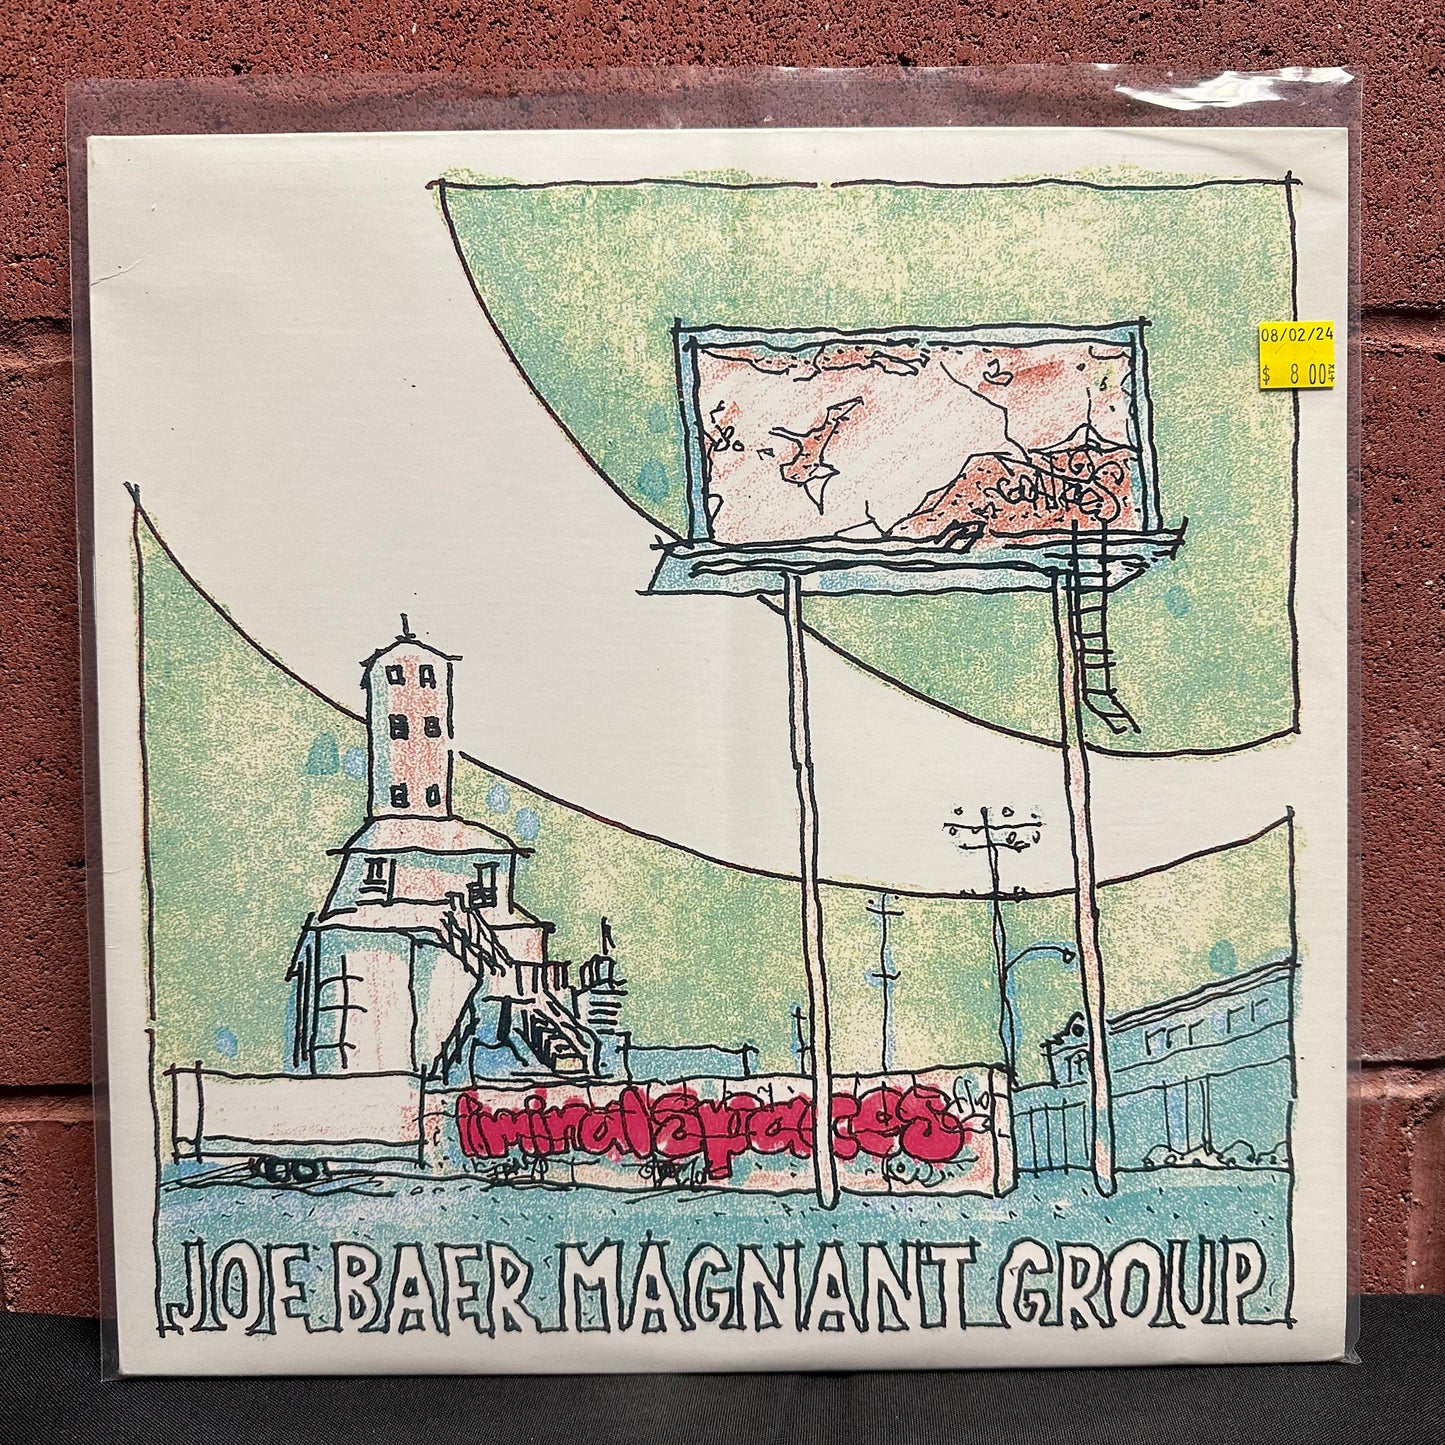 08/02/24
$ 8.00
liminal spaces
JOE BAER MAGNANT GROUP